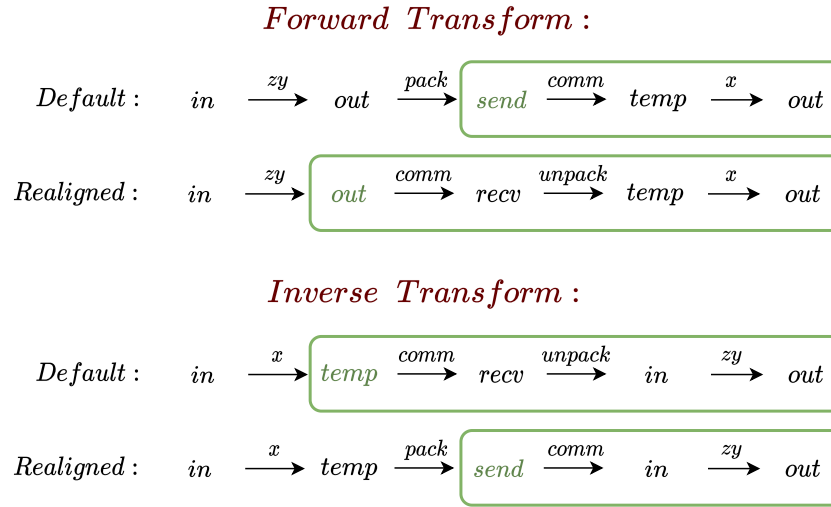 Forward Transform :
zy pack comm x
Default : in out send temp out
zy comm unpack x
Realigned : in out recv temp out
Inverse Transform :
x comm unpack zy
Default : in temp recv in out
x pack comm zy
Realigned : in temp send in out